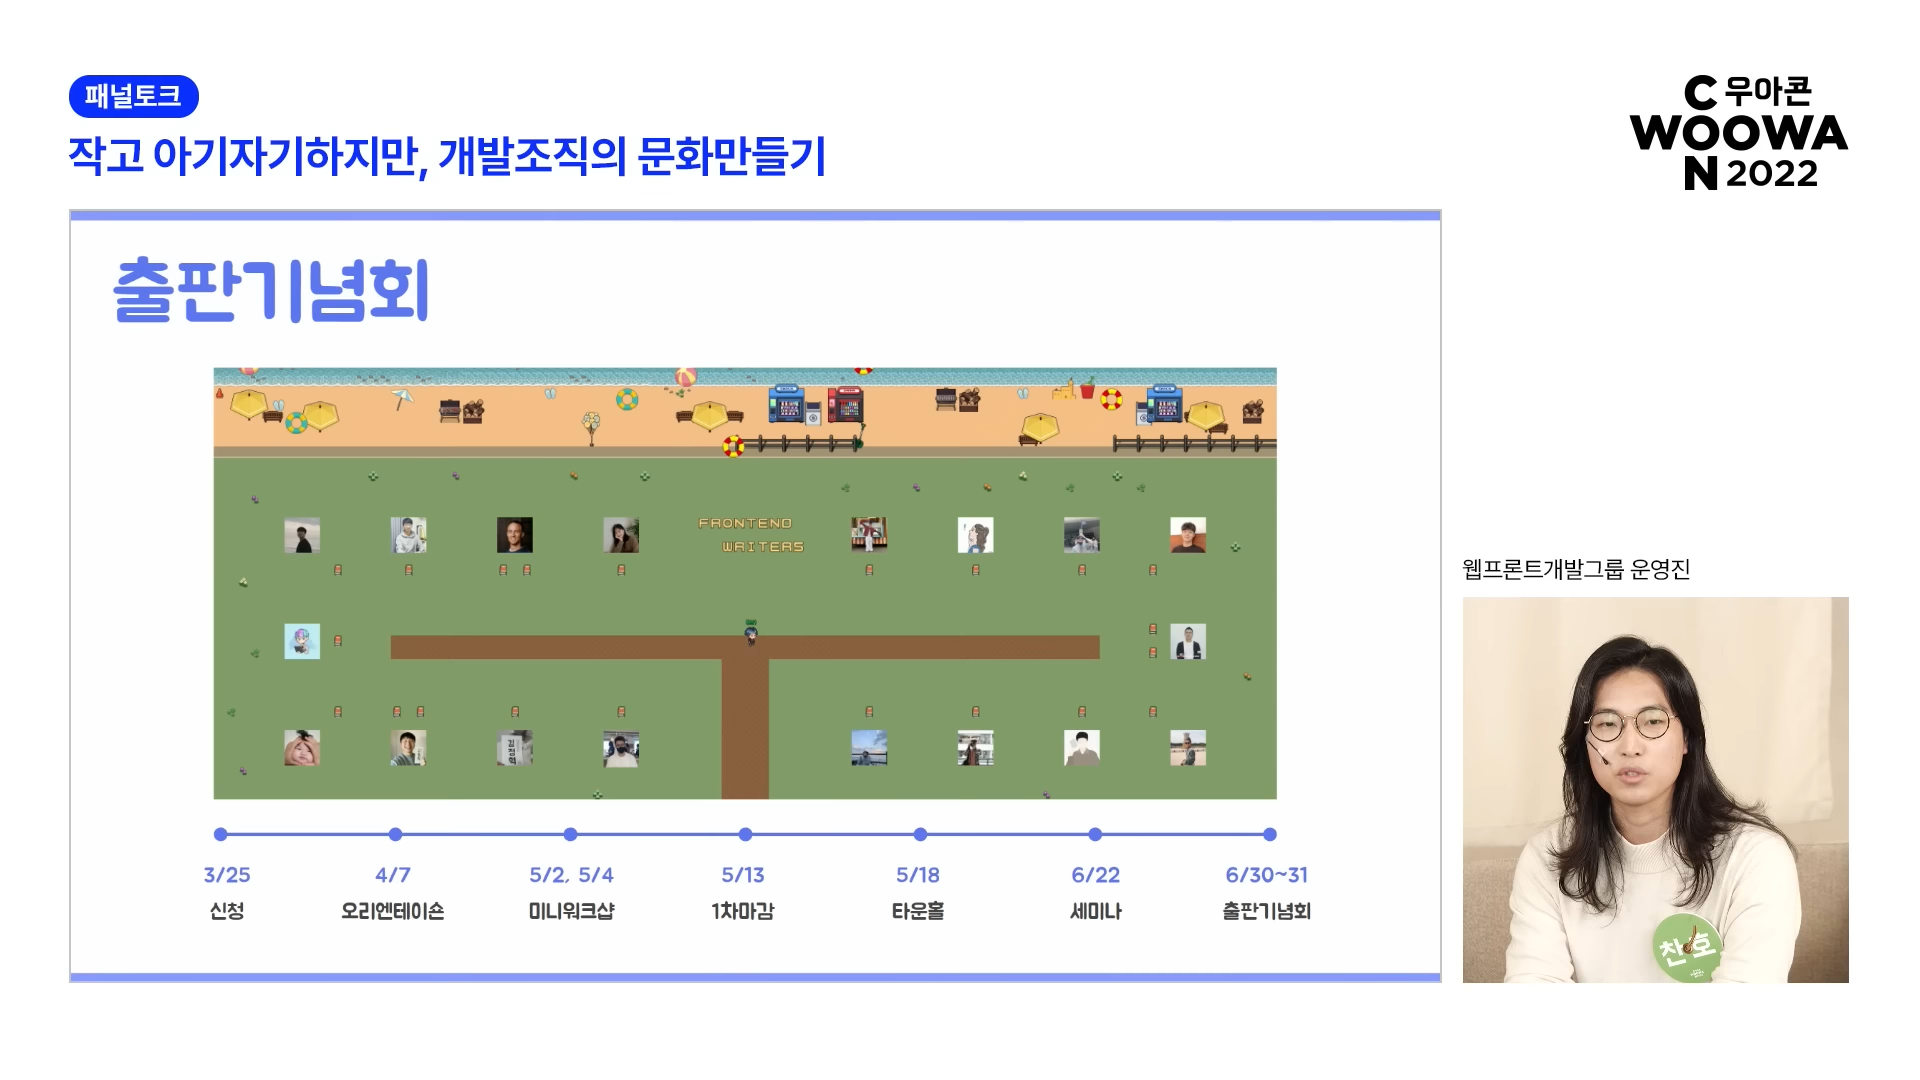 패널토크
작고 아기자기하지만, 개발조직의 문화만들기
C 우아콘
WOOWA
N 2022
출판기념회
FRONTEND
WRITERS
3/25
신청
4/7
오리엔테이션
5/2, 5/4
미니워크샵
5/13
1차마감
5/18
타운홀
6/22
세미나
6/30~31
출판기념회
웹프론트개발그룹 운영진
찬호